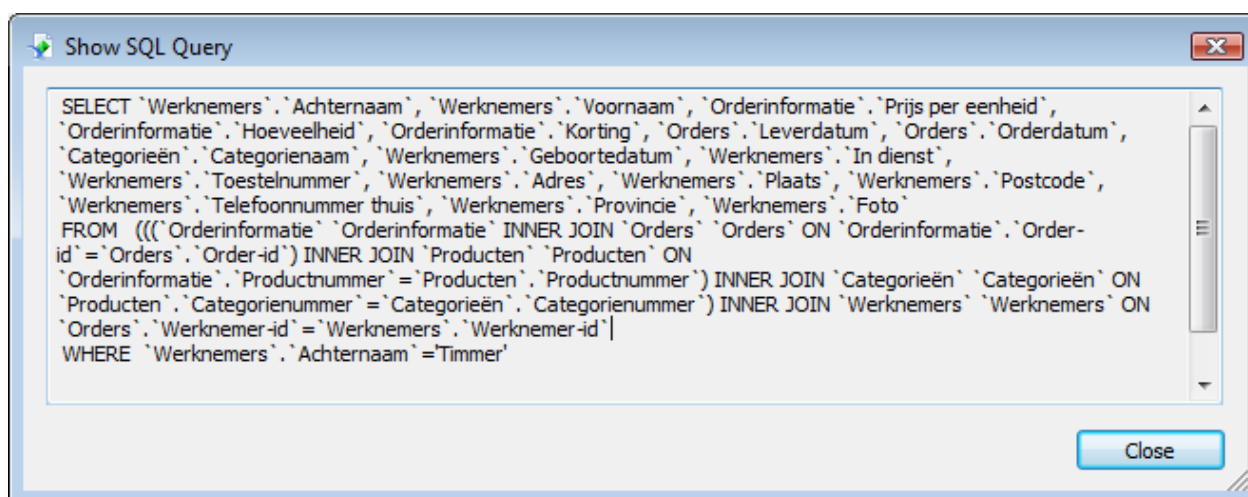 Show SQL Query
SELECT `Werknemers`.`Achternaam`, `Werknemers`.`Voornaam`, `Orderinformatie`.`Prijs per eenheid`,
`Orderinformatie`.`Hoeveelheid`, `Orderinformatie`.`Korting`, `Orders`.`Leverdatum`, `Orders`.`Orderdatum`,
`Categorieën`.`Categorienaam`, `Werknemers`.`Geboortedatum`, `Werknemers`.`In dienst`,
`Werknemers`.`Toestelnummer`, `Werknemers`.`Adres`, `Werknemers`.`Plaats`, `Werknemers`.`Postcode`,
`Werknemers`.`Telefoonnummer thuis`, `Werknemers`.`Provincie`, `Werknemers`.`Foto`
FROM (((`Orderinformatie` `Orderinformatie` INNER JOIN `Orders` `Orders` ON `Orderinformatie`.`Order-
id`=`Orders`.`Order-id`) INNER JOIN `Producten` `Producten` ON
`Orderinformatie`.`Productnummer`=`Producten`.`Productnummer`) INNER JOIN `Categorieën` `Categorieën` ON
`Producten`.`Categorienummer`=`Categorieën`.`Categorienummer`) INNER JOIN `Werknemers` `Werknemers` ON
`Orders`.`Werknemer-id`=`Werknemers`.`Werknemer-id`
WHERE `Werknemers`.`Achternaam`='Timmer'
Close